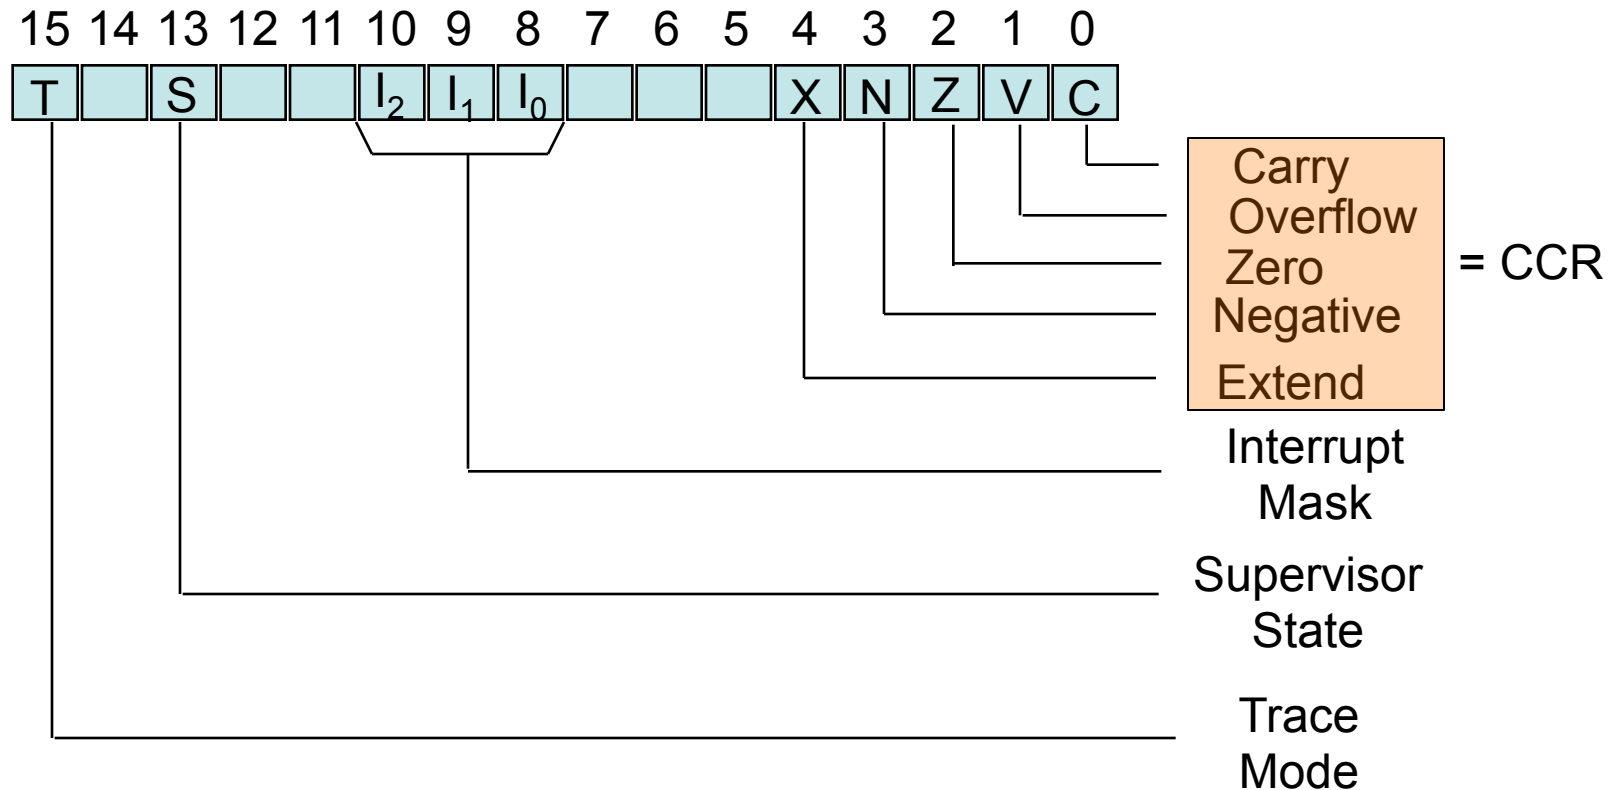 15 14 13 12 11 10 9 8 7 6 5 4 3 2 1 0
T S I₂ I₁ I₀ X N Z V C
Carry
Overflow
Zero
Negative
Extend
= CCR
Interrupt
Mask
Supervisor
State
Trace
Mode